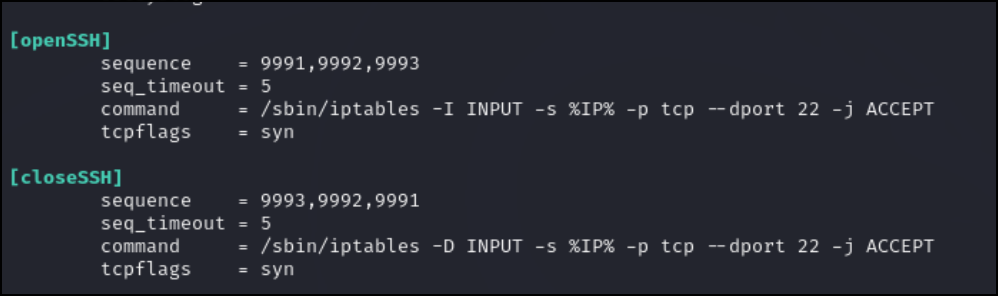 [openSSH]
sequence = 9991,9992,9993
seq_timeout = 5
command = /sbin/iptables -I INPUT -s %IP% -p tcp --dport 22 -j ACCEPT
tcpflags = syn
[closeSSH]
sequence = 9993,9992,9991
seq_timeout = 5
command = /sbin/iptables -D INPUT -s %IP% -p tcp --dport 22 -j ACCEPT
tcpflags = syn